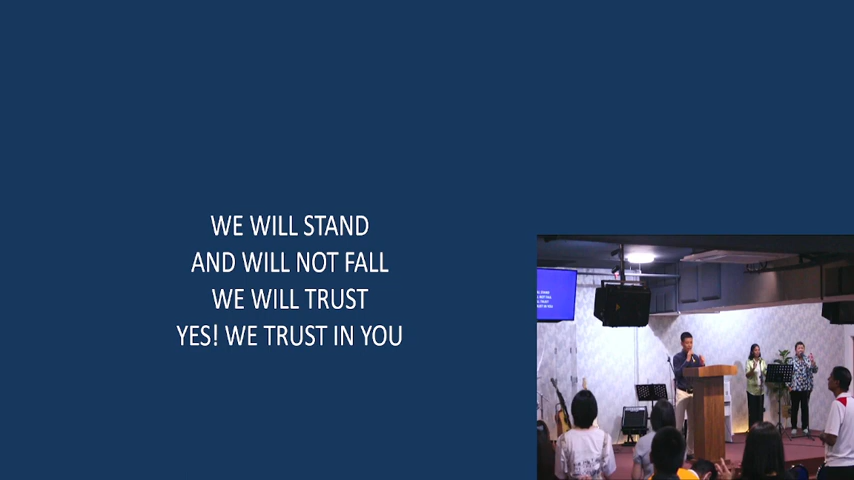 WE WILL STAND
AND WILL NOT FALL
WE WILL TRUST
YES! WE TRUST IN YOU